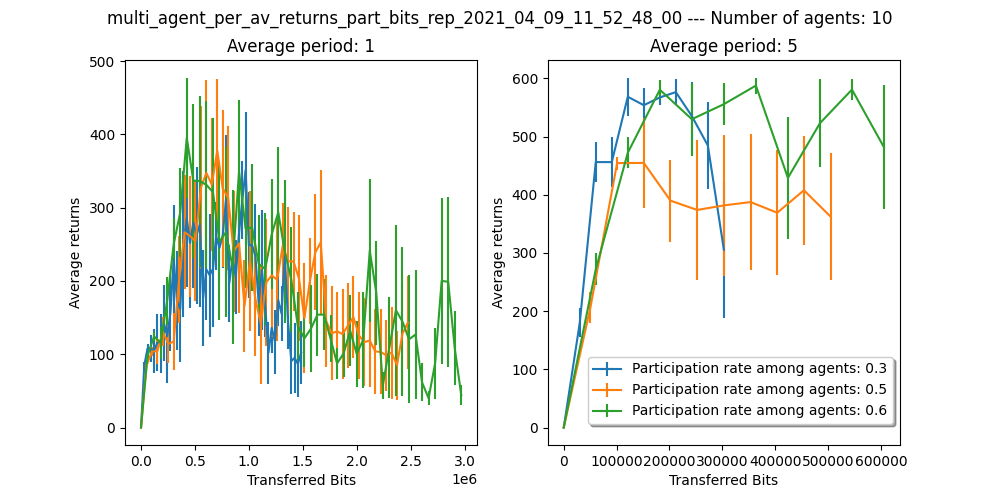 multi_agent_per_av_returns_part_bits_rep_2021_04_09_11_52_48_00 --- Number of agents: 10
Average period: 1
Average returns
500
400
300
200
100
0
0.0 0.5 1.0 1.5 2.0 2.5 3.0
1e6
Transferred Bits
Average period: 5
Average returns
600
500
400
300
200
100
0
Participation rate among agents: 0.3
Participation rate among agents: 0.5
Participation rate among agents: 0.6
0 100000 200000 300000 400000 500000 600000
Transferred Bits